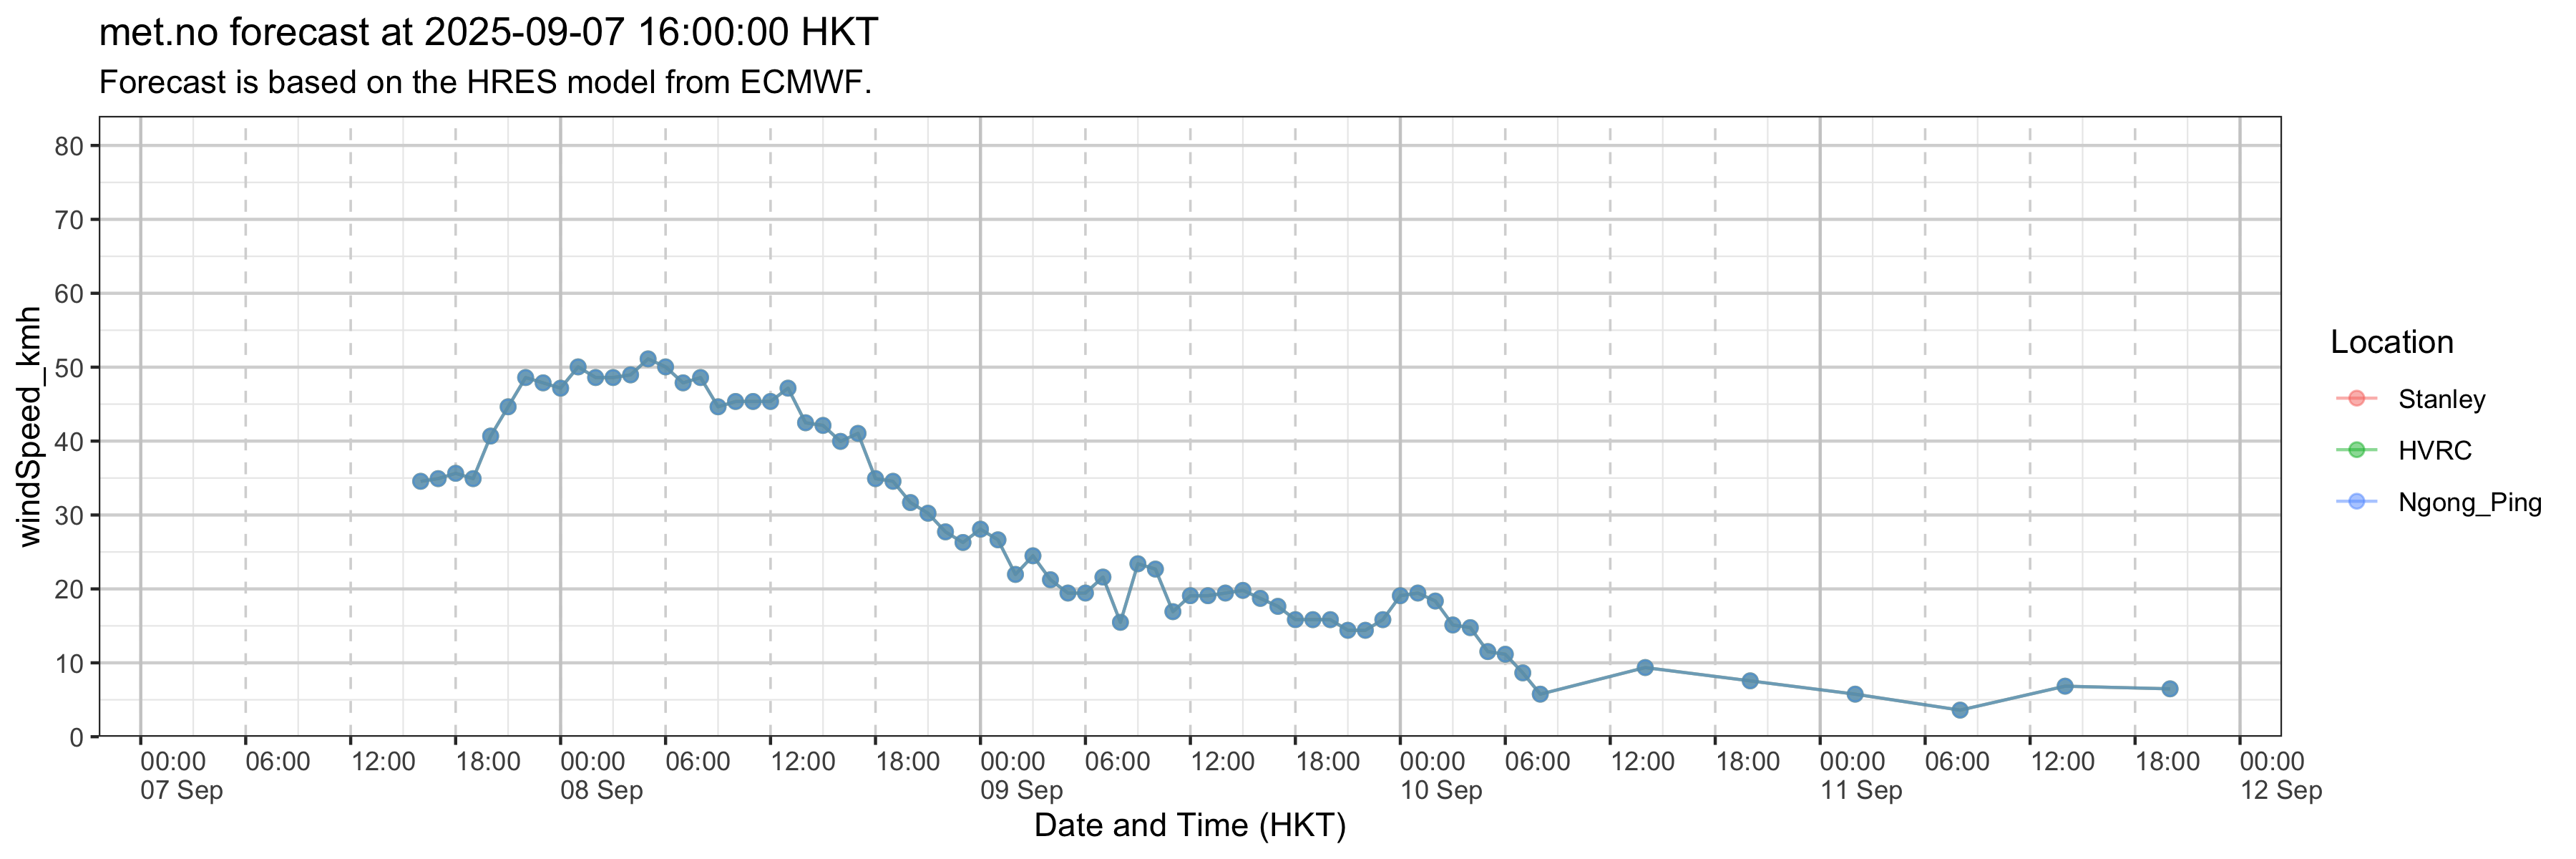 met.no forecast at 2025-09-07 16:00:00 HKT
Forecast is based on the HRES model from ECMWF.
windSpeed_kmh
80
70
60
50
40
30
20
10
0
00:00 06:00 12:00 18:00 00:00 06:00 12:00 18:00 00:00 06:00 12:00 18:00 00:00 06:00 12:00 18:00 00:00 06:00 12:00 18:00 00:00
07 Sep 08 Sep 09 Sep 10 Sep 11 Sep 12 Sep
Date and Time (HKT)
Location
Stanley
HVRC
Ngong_Ping